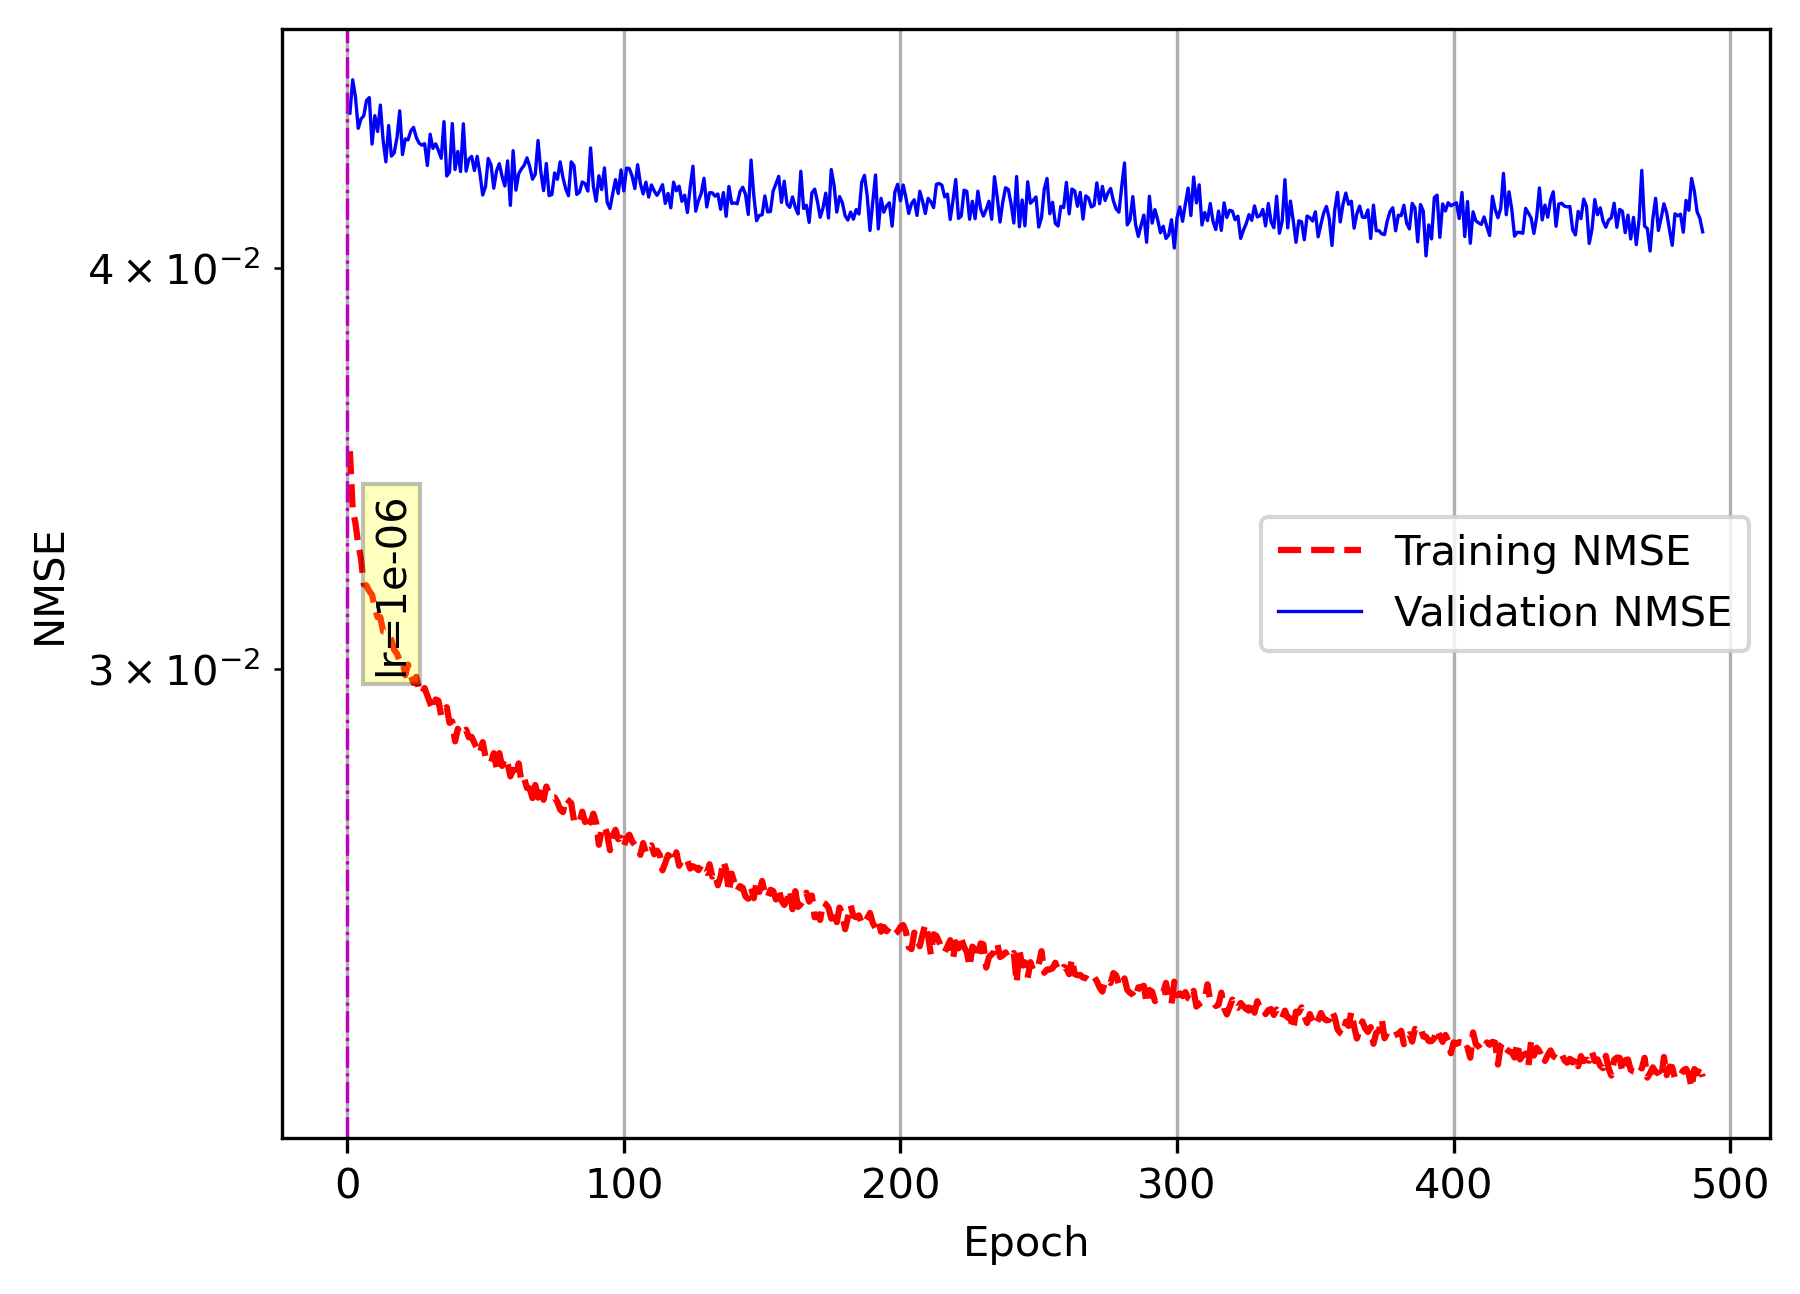 NMSE
4 × 10⁻²
3 × 10⁻²
lr=1e-06
Training NMSE
Validation NMSE
0 100 200 300 400 500
Epoch